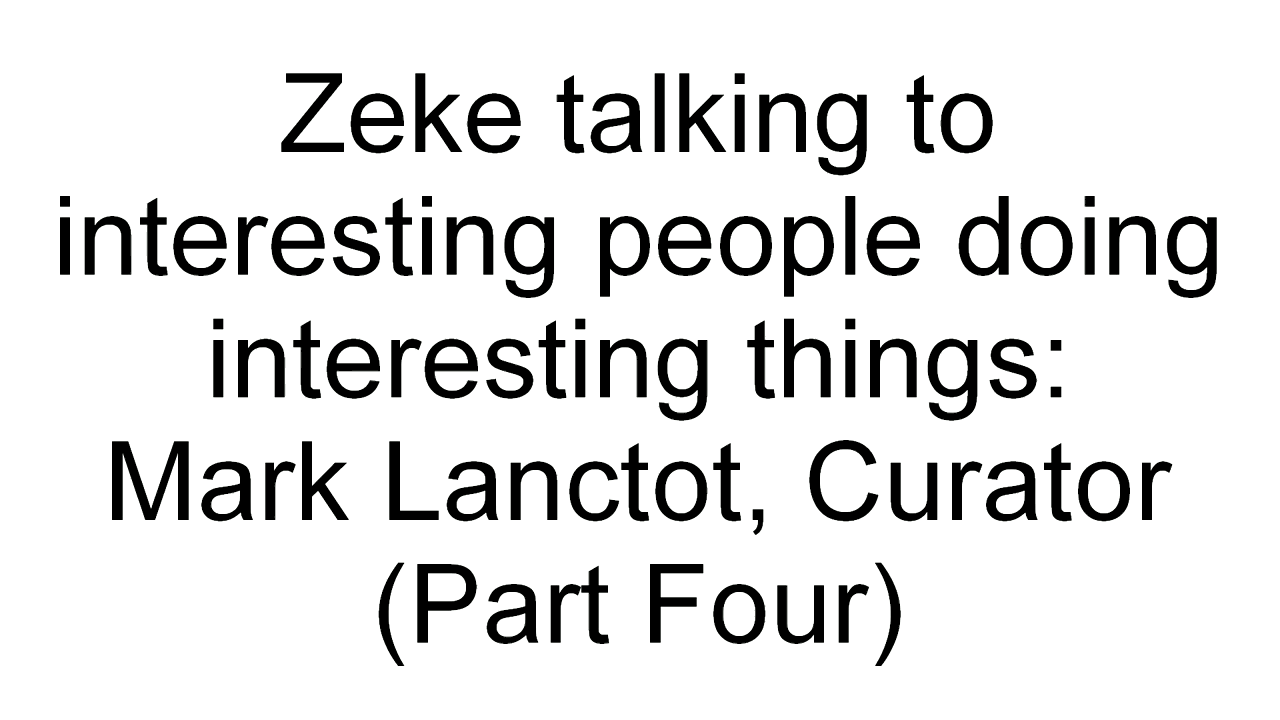 Zeke talking to
interesting people doing
interesting things:
Mark Lanctot, Curator
(Part Four)